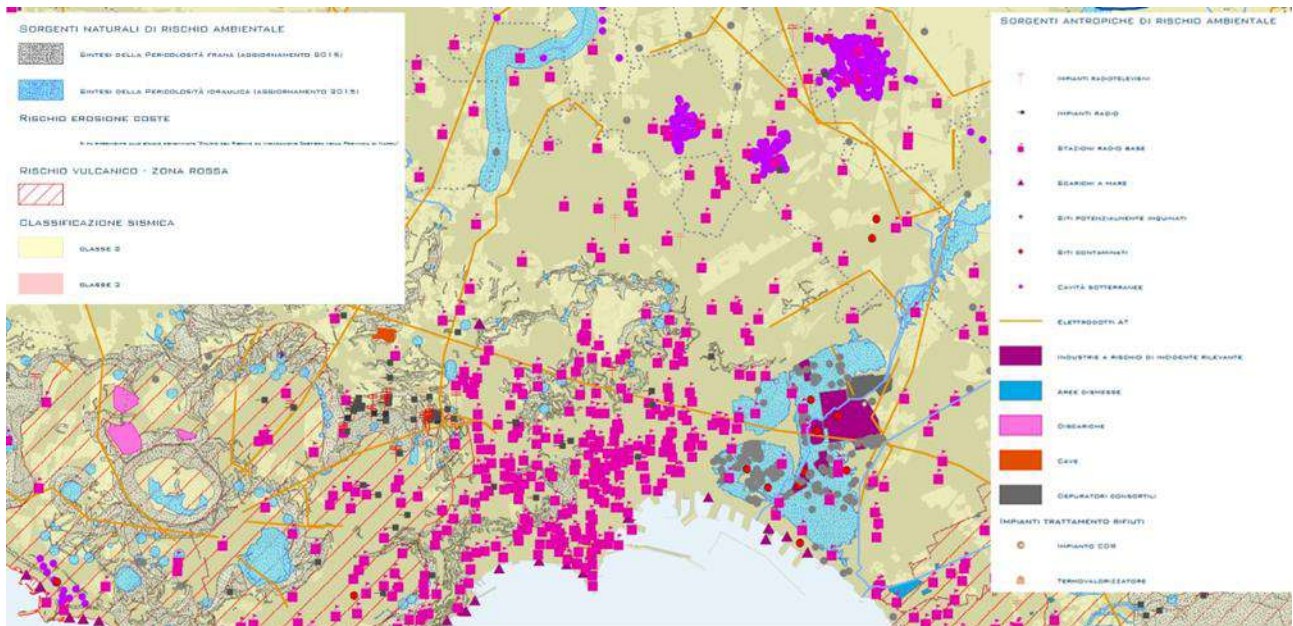 SORGENTI NATURALI DI RISCHIO AMBIENTALE
SINTESI DELLA PERICOLOSITÀ FRANA (AGGIORNAMENTO 2015)
SINTESI DELLA PERICOLOSITÀ IDRAULICA (AGGIORNAMENTO 2015)
RISCHIO EROSIONE COSTE
RISCHIO VULCANICO - ZONA ROSSA
CLASSIFICAZIONE SISMICA
CLASSE 2
SORGENTI ANTROPICHE DI RISCHIO AMBIENTALE
IMPIANTI RADIOTELEVISIVI
IMPIANTI RADIO
STAZIONI RADIO BASE
SCARICHI A MARE
SITI POTENZIALMENTE INQUINATI
SITI CONTAMINATI
CAVITÀ SOTTERRANEE
ELETTRODOTTI AT
INDUSTRIE A RISCHIO DI INCIDENTE RILEVANTE
AREE DISMESSE
DISCARICHE
CAVE
DEPURATORI CONSORTILI
IMPIANTI TRATTAMENTO RIFIUTI
IMPIANTO CDR
TERMOVALORIZZATORE